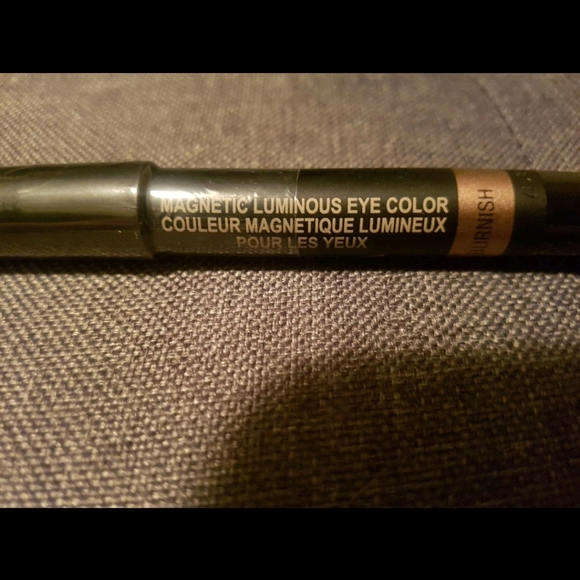 MAGNETIC LUMINOUS EYE COLOR
COULEUR MAGNETIQUE LUMINEUX
POUR LES YEUX
BURNISH